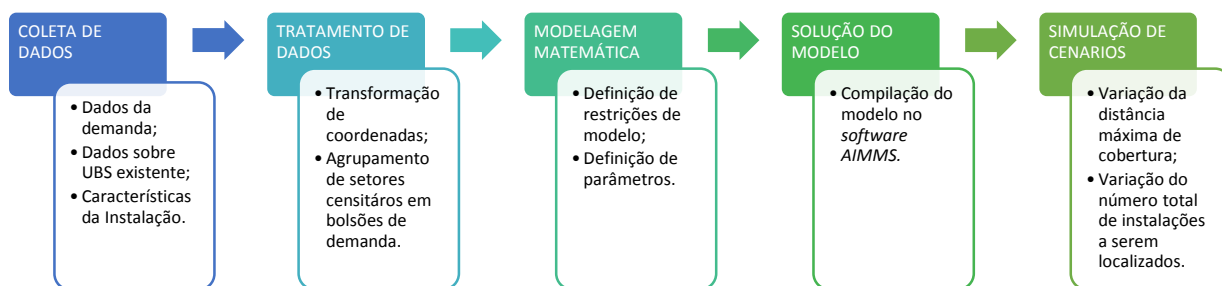 COLETA DE
DADOS
• Dados da
demanda;
• Dados sobre
UBS existente;
• Características
da Instalação.
TRATAMENTO DE
DADOS
• Transformação
de
coordenadas;
• Agrupamento
de setores
censitáros em
bolsões de
demanda.
MODELAGEM
MATEMÁTICA
• Definição de
restrições de
modelo;
• Definição de
parâmetros.
SOLUÇÃO DO
MODELO
• Compilação do
modelo no
software
AIMMS.
SIMULAÇÃO DE
CENARIOS
• Variação da
distância
máxima de
cobertura;
• Variação do
número total
de instalações
a serem
localizados.